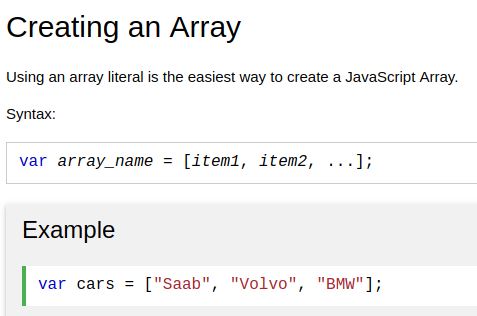 Creating an Array
Using an array literal is the easiest way to create a JavaScript Array.
Syntax:
var array_name = [item1, item2, ...];
Example
var cars = ["Saab", "Volvo", "BMW"];